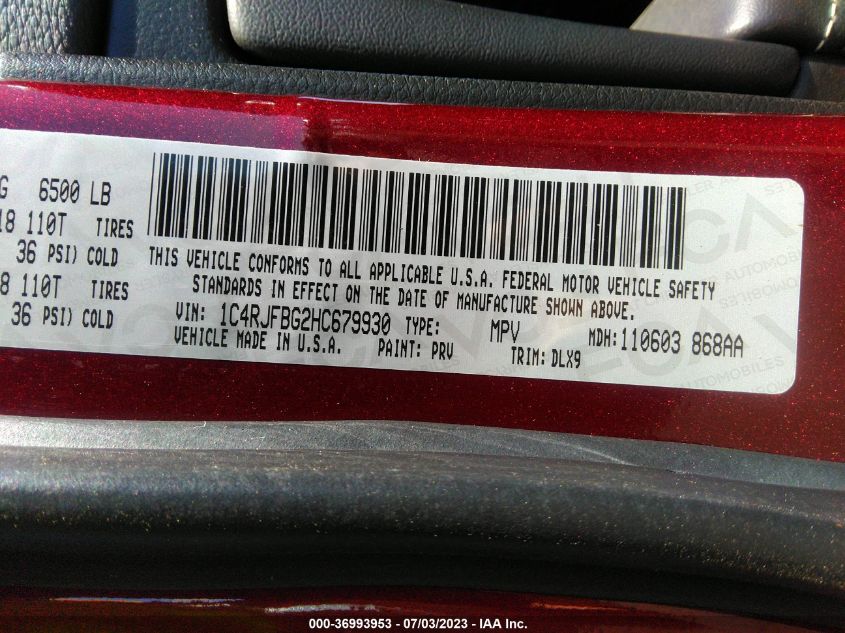 G 6500 LB
18 110T TIRES
36 PSI) COLD
8 110T TIRES
36 PSI) COLD
THIS VEHICLE CONFORMS TO ALL APPLICABLE U.S.A. FEDERAL MOTOR VEHICLE SAFETY
STANDARDS IN EFFECT ON THE DATE OF MANUFACTURE SHOWN ABOVE.
VIN: 1C4RJFBG2HC679930 TYPE: MPV MDH: 110603 868AA
VEHICLE MADE IN U.S.A. PAINT: PRV TRIM: DLX9
000-36993953 - 07/03/2023 - IAA Inc.